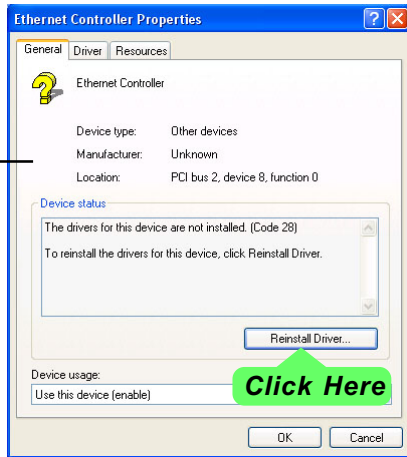 Ethernet Controller Properties
General Driver Resources
Ethernet Controller
Device type: Other devices
Manufacturer: Unknown
Location: PCI bus 2, device 8, function 0
Device status
The drivers for this device are not installed. (Code 28)
To reinstall the drivers for this device, click Reinstall Driver.
Reinstall Driver...
Click Here
Device usage:
Use this device (enable)
OK Cancel